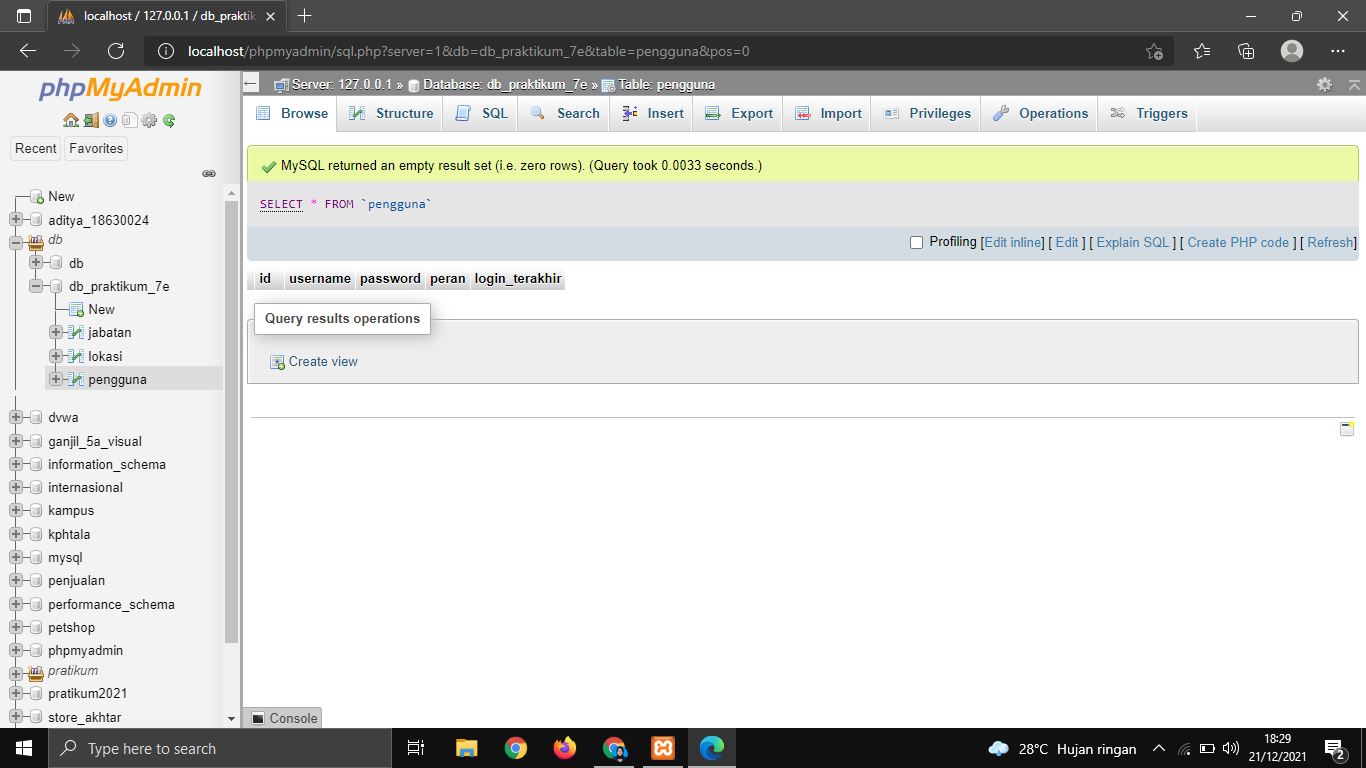 localhost / 127.0.0.1 / db_praktik
localhost/phpmyadmin/sql.php?server=1&db=db_praktikum_7e&table=pengguna&pos=0
phpMyAdmin
Recent Favorites
New
aditya_18630024
db
db
db_praktikum_7e
New
jabatan
lokasi
pengguna
dvwa
ganjil_5a_visual
information_schema
internasional
kampus
kphtala
mysql
penjualan
performance_schema
petshop
phpmyadmin
pratikum
pratikum2021
store_akhtar
Server: 127.0.0.1 » Database: db_praktikum_7e » Table: pengguna
Browse Structure SQL Search Insert Export Import Privileges Operations Triggers
MySQL returned an empty result set (i.e. zero rows). (Query took 0.0033 seconds.)
SELECT * FROM `pengguna`
Profiling [Edit inline] [ Edit ] [ Explain SQL ] [ Create PHP code ] [ Refresh]
id username password peran login_terakhir
Query results operations
Create view
Console
Type here to search
28°C Hujan ringan
18:29
21/12/2021
2